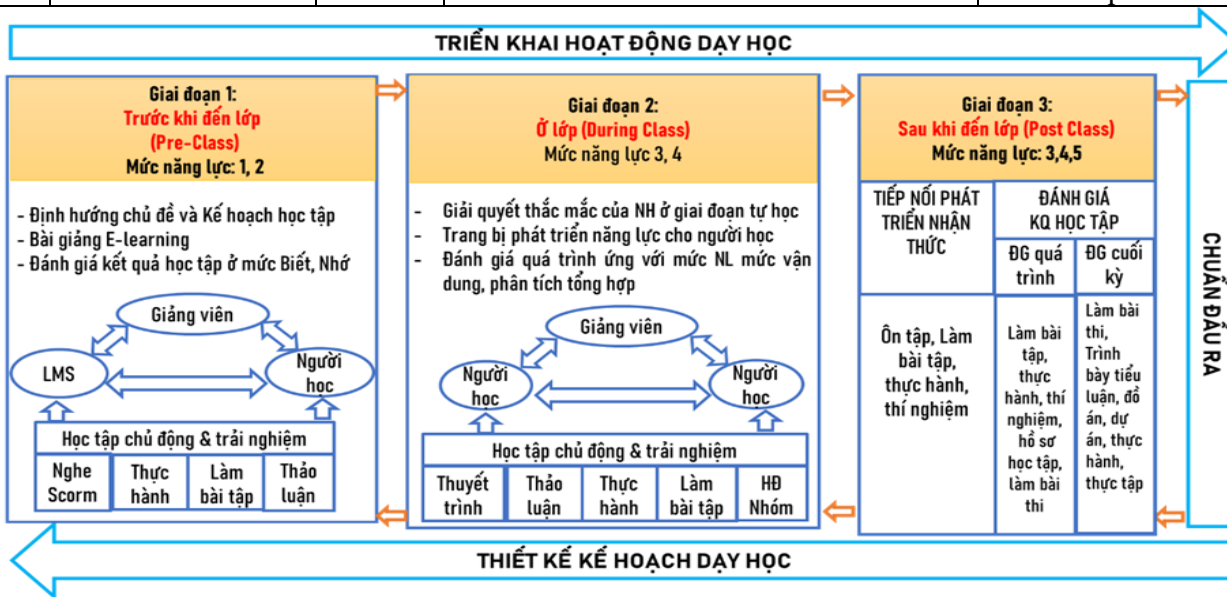 TRIỂN KHAI HOẠT ĐỘNG DẠY HỌC
Giai đoạn 1:
Trước khi đến lớp
(Pre-Class)
Mức năng lực: 1, 2
- Định hướng chủ đề và Kế hoạch học tập
- Bài giảng E-learning
- Đánh giá kết quả học tập ở mức Biết, Nhớ
Giảng viên
LMS
Người
học
Học tập chủ động & trải nghiệm
Nghe
Scorm
Thực
hành
Làm
bài tập
Thảo
luận
Giai đoạn 2:
Ở lớp (During Class)
Mức năng lực 3, 4
- Giải quyết thắc mắc của NH ở giai đoạn tự học
- Trang bị phát triển năng lực cho người học
- Đánh giá quá trình ứng với mức NL mức vận
dung, phân tích tổng hợp
Giảng viên
Người
học
Người
học
Học tập chủ động & trải nghiệm
Thuyết
trình
Thảo
luận
Thực
hành
Làm
bài tập
HĐ
Nhóm
Giai đoạn 3:
Sau khi đến lớp (Post Class)
Mức năng lực: 3,4,5
TIẾP NỐI PHÁT
TRIỂN NHẬN
THỨC
ĐÁNH GIÁ
KQ HỌC TẬP
ĐG quá
trình
ĐG cuối
kỳ
Ôn tập, Làm
bài tập,
thực hành,
thí nghiệm
Làm bài
tập,
thực
hành, thí
nghiệm,
hồ sơ
học tập,
làm bài
thi
Làm bài
thi,
Trình
bày tiểu
luận, đồ
án, dự
án, thực
hành,
thực tập
CHUẨN ĐẦU RA
THIẾT KẾ KẾ HOẠCH DẠY HỌC